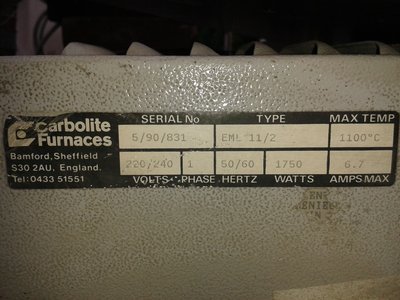 Carbolite
Furnaces
Bamford, Sheffield
S30 2AU, England.
Tel: 0433 51551
SERIAL No TYPE MAX TEMP
5/90/831 EML 11/2 1100°C
220/240 1 50/60 1750 6.7
VOLTS PHASE HERTZ WATTS AMPS MAX